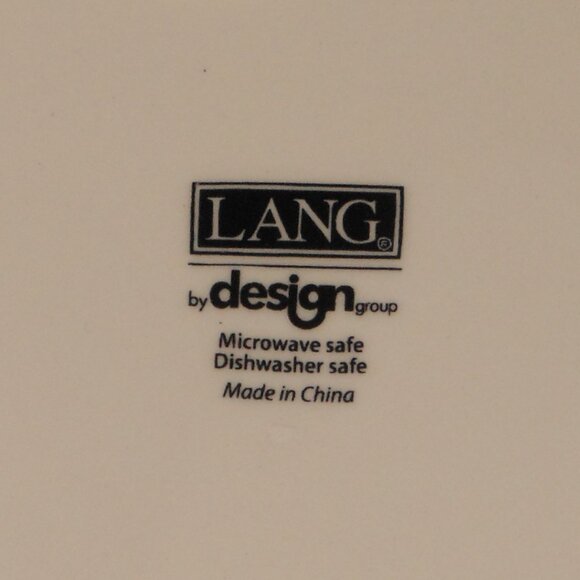 LANG®
by design group
Microwave safe
Dishwasher safe
Made in China